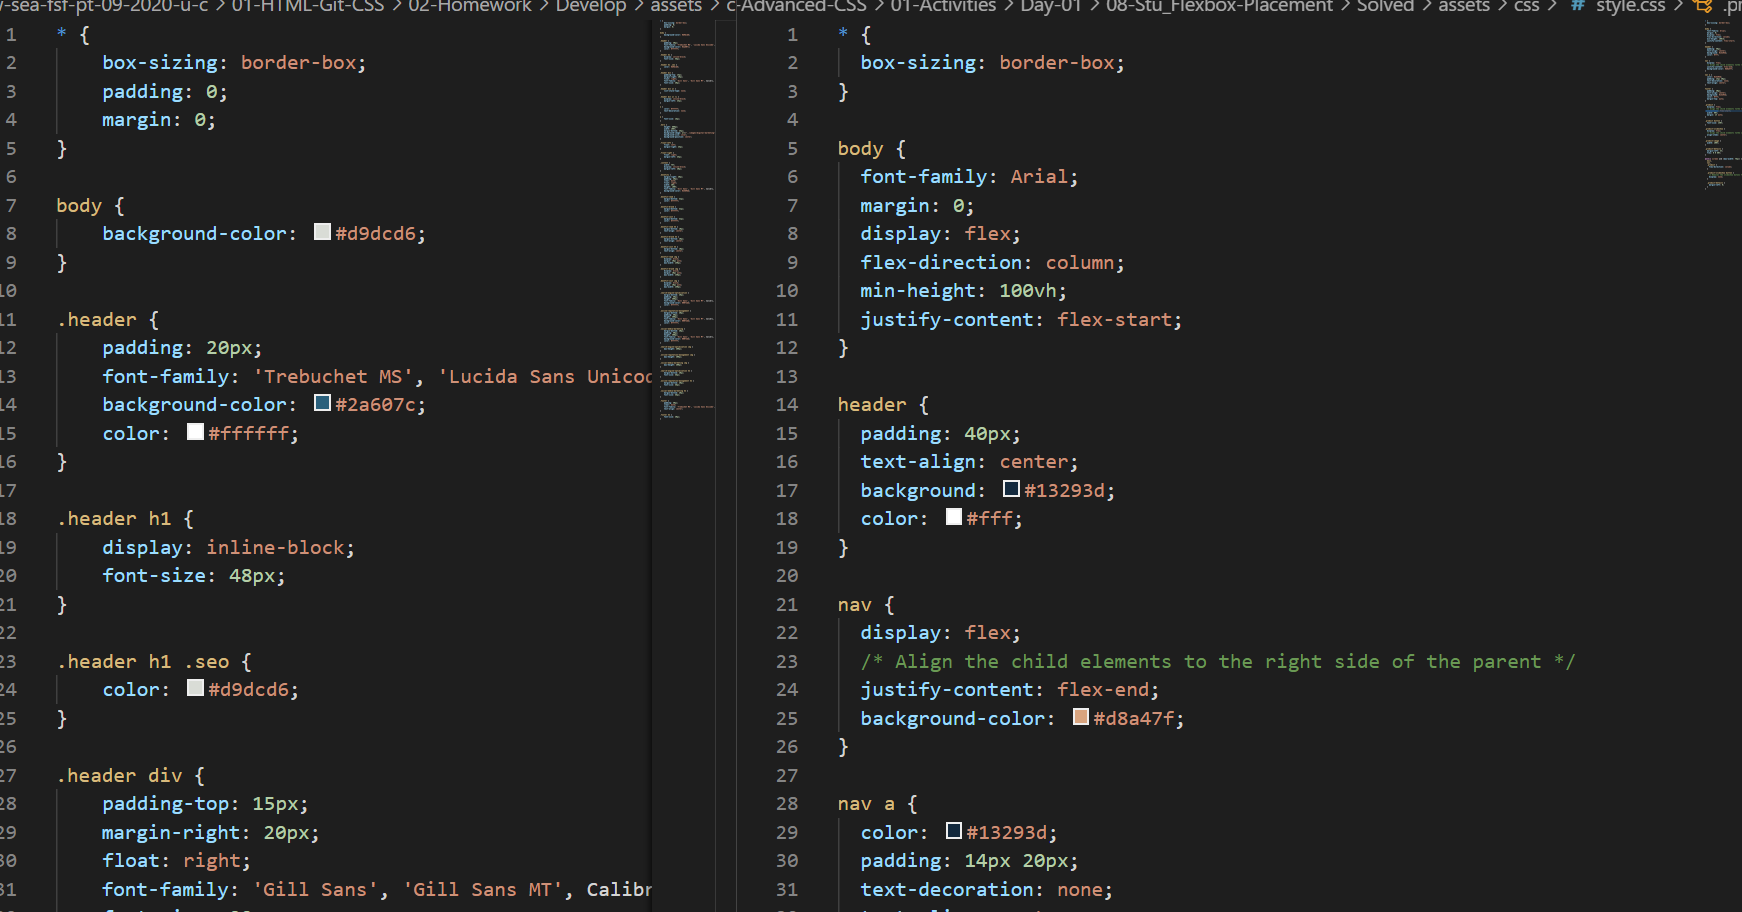 y-sea-fsf-pt-09-2020-u-c > 01-HTML-Git-CSS > 02-Homework > Develop > assets > c-Advanced-CSS > 01-Activities > Day-01 > 08-Stu_Flexbox-Placement > Solved > assets > css > # style.css >
1 * {
2 box-sizing: border-box;
3 padding: 0;
4 margin: 0;
5 }
6
7 body {
8 background-color: #d9dcd6;
9 }
10
11 .header {
12 padding: 20px;
13 font-family: 'Trebuchet MS', 'Lucida Sans Unicod
14 background-color: #2a607c;
15 color: #ffffff;
16 }
17
18 .header h1 {
19 display: inline-block;
20 font-size: 48px;
21 }
22
23 .header h1 .seo {
24 color: #d9dcd6;
25 }
26
27 .header div {
28 padding-top: 15px;
29 margin-right: 20px;
30 float: right;
31 font-family: 'Gill Sans', 'Gill Sans MT', Calibr
1 * {
2 box-sizing: border-box;
3 }
4
5 body {
6 font-family: Arial;
7 margin: 0;
8 display: flex;
9 flex-direction: column;
10 min-height: 100vh;
11 justify-content: flex-start;
12 }
13
14 header {
15 padding: 40px;
16 text-align: center;
17 background: #13293d;
18 color: #fff;
19 }
20
21 nav {
22 display: flex;
23 /* Align the child elements to the right side of the parent */
24 justify-content: flex-end;
25 background-color: #d8a47f;
26 }
27
28 nav a {
29 color: #13293d;
30 padding: 14px 20px;
31 text-decoration: none;